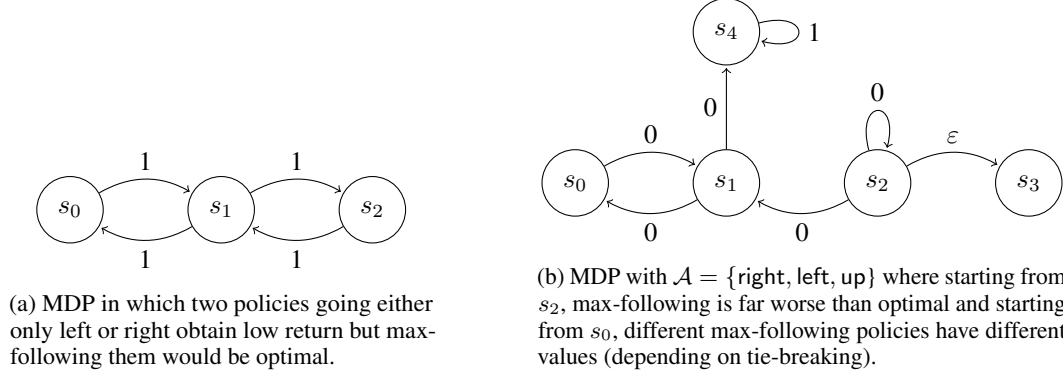 s₀
1
1
s₁
1
1
s₂
(a) MDP in which two policies going either
only left or right obtain low return but max-
following them would be optimal.
s₄
1
0
0
ε
0
s₀
s₁
s₂
s₃
0
0
(b) MDP with 𝒜 = {right, left, up} where starting from
s₂, max-following is far worse than optimal and starting
from s₀, different max-following policies have different
values (depending on tie-breaking).